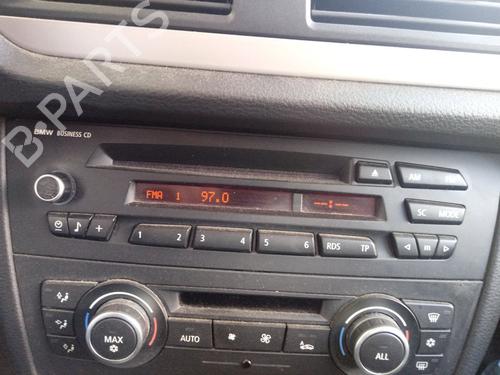 B-PARTS
BMW BUSINESS CD
AM
SC MODE
FMA 1 97.0 --:--
1 2 3 4 5 6 RDS TP
m
MAX AUTO ALL